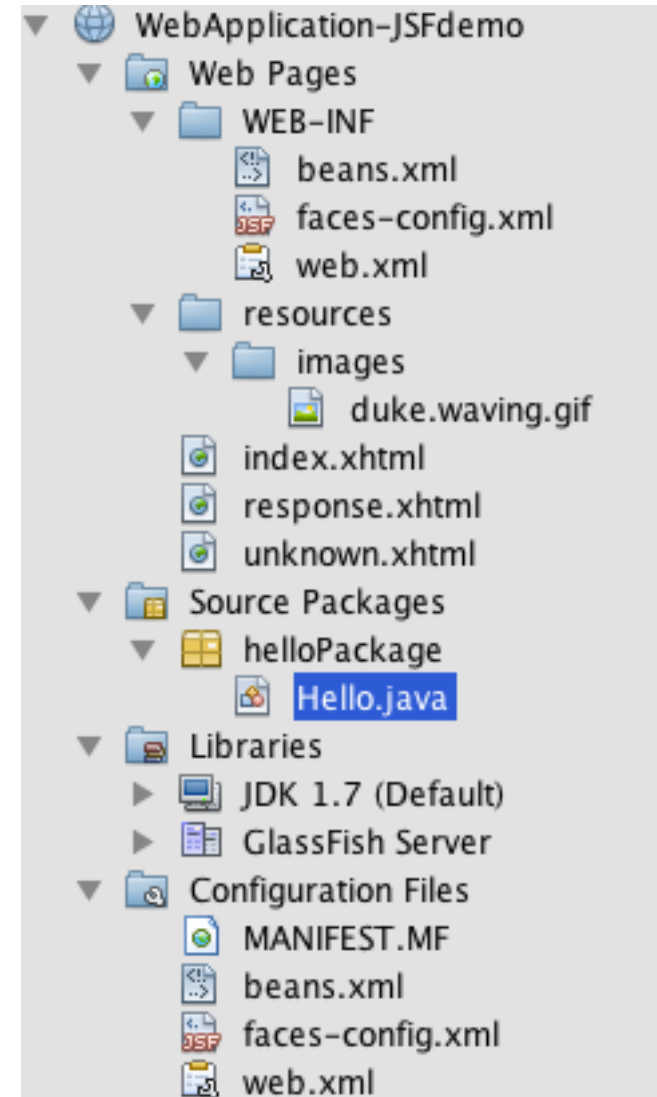 WebApplication-JSFdemo
Web Pages
WEB-INF
beans.xml
faces-config.xml
web.xml
resources
images
duke.waving.gif
index.xhtml
response.xhtml
unknown.xhtml
Source Packages
helloPackage
Hello.java
Libraries
JDK 1.7 (Default)
GlassFish Server
Configuration Files
MANIFEST.MF
beans.xml
faces-config.xml
web.xml